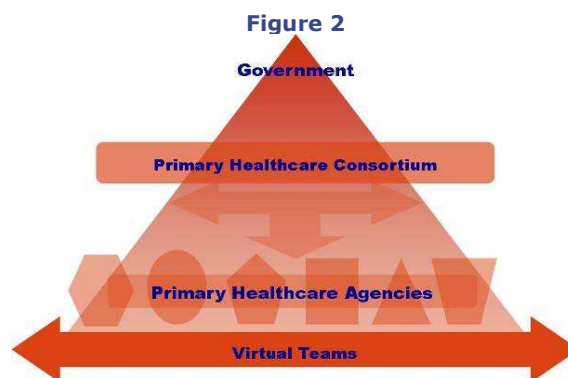 Figure 2
Government
Primary Healthcare Consortium
Primary Healthcare Agencies
Virtual Teams